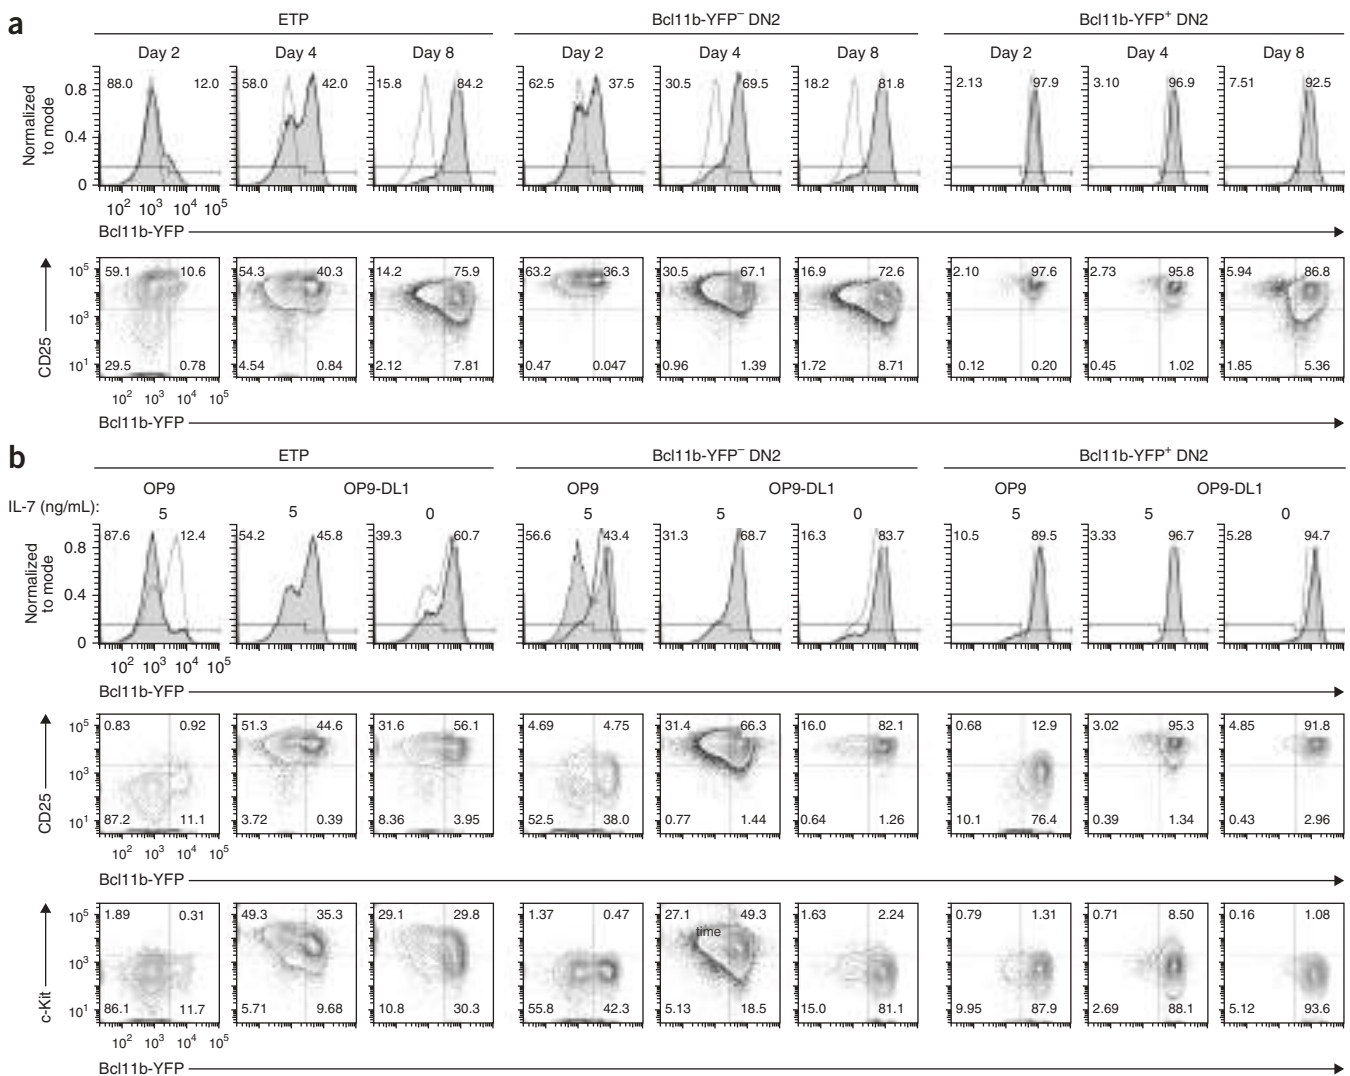 a
ETP Bcl11b-YFP− DN2 Bcl11b-YFP+ DN2
Day 2 Day 4 Day 8 Day 2 Day 4 Day 8 Day 2 Day 4 Day 8
Normalized to mode
0.8
0.4
0
88.0 12.0 58.0 42.0 15.8 84.2 62.5 37.5 30.5 69.5 18.2 81.8 2.13 97.9 3.10 96.9 7.51 92.5
10² 10³ 10⁴ 10⁵
Bcl11b-YFP
CD25
10⁵
10³
10¹
59.1 10.6 54.3 40.3 14.2 75.9 63.2 36.3 30.5 67.1 16.9 72.6 2.10 97.6 2.73 95.8 5.94 86.8
29.5 0.78 4.54 0.84 2.12 7.81 0.47 0.047 0.96 1.39 1.72 8.71 0.12 0.20 0.45 1.02 1.85 5.36
10² 10³ 10⁴ 10⁵
Bcl11b-YFP
b
ETP Bcl11b-YFP− DN2 Bcl11b-YFP+ DN2
OP9 OP9-DL1 OP9 OP9-DL1 OP9 OP9-DL1
IL-7 (ng/mL): 5 5 0 5 5 0 5 5 0
Normalized to mode
0.8
0.4
0
87.6 12.4 54.2 45.8 39.3 60.7 56.6 43.4 31.3 68.7 16.3 83.7 10.5 89.5 3.33 96.7 5.28 94.7
10² 10³ 10⁴ 10⁵
Bcl11b-YFP
CD25
10⁵
10³
10¹
0.83 0.92 51.3 44.6 31.6 56.1 4.69 4.75 31.4 66.3 16.0 82.1 0.68 12.9 3.02 95.3 4.85 91.8
87.2 11.1 3.72 0.39 8.36 3.95 52.5 38.0 0.77 1.44 0.64 1.26 10.1 76.4 0.39 1.34 0.43 2.96
10² 10³ 10⁴ 10⁵
Bcl11b-YFP
c-Kit
10⁵
10³
10¹
1.89 0.31 49.3 35.3 29.1 29.8 1.37 0.47 27.1 49.3 1.63 2.24 0.79 1.31 0.71 8.50 0.16 1.08
time
86.1 11.7 5.71 9.68 10.8 30.3 55.8 42.3 5.13 18.5 15.0 81.1 9.95 87.9 2.69 88.1 5.12 93.6
10² 10³ 10⁴ 10⁵
Bcl11b-YFP